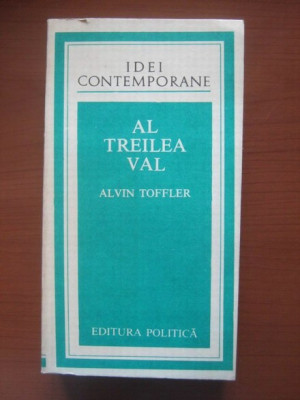 IDEI
CONTEMPORANE
AL
TREILEA
VAL
ALVIN TOFFLER
EDITURA POLITICĂ